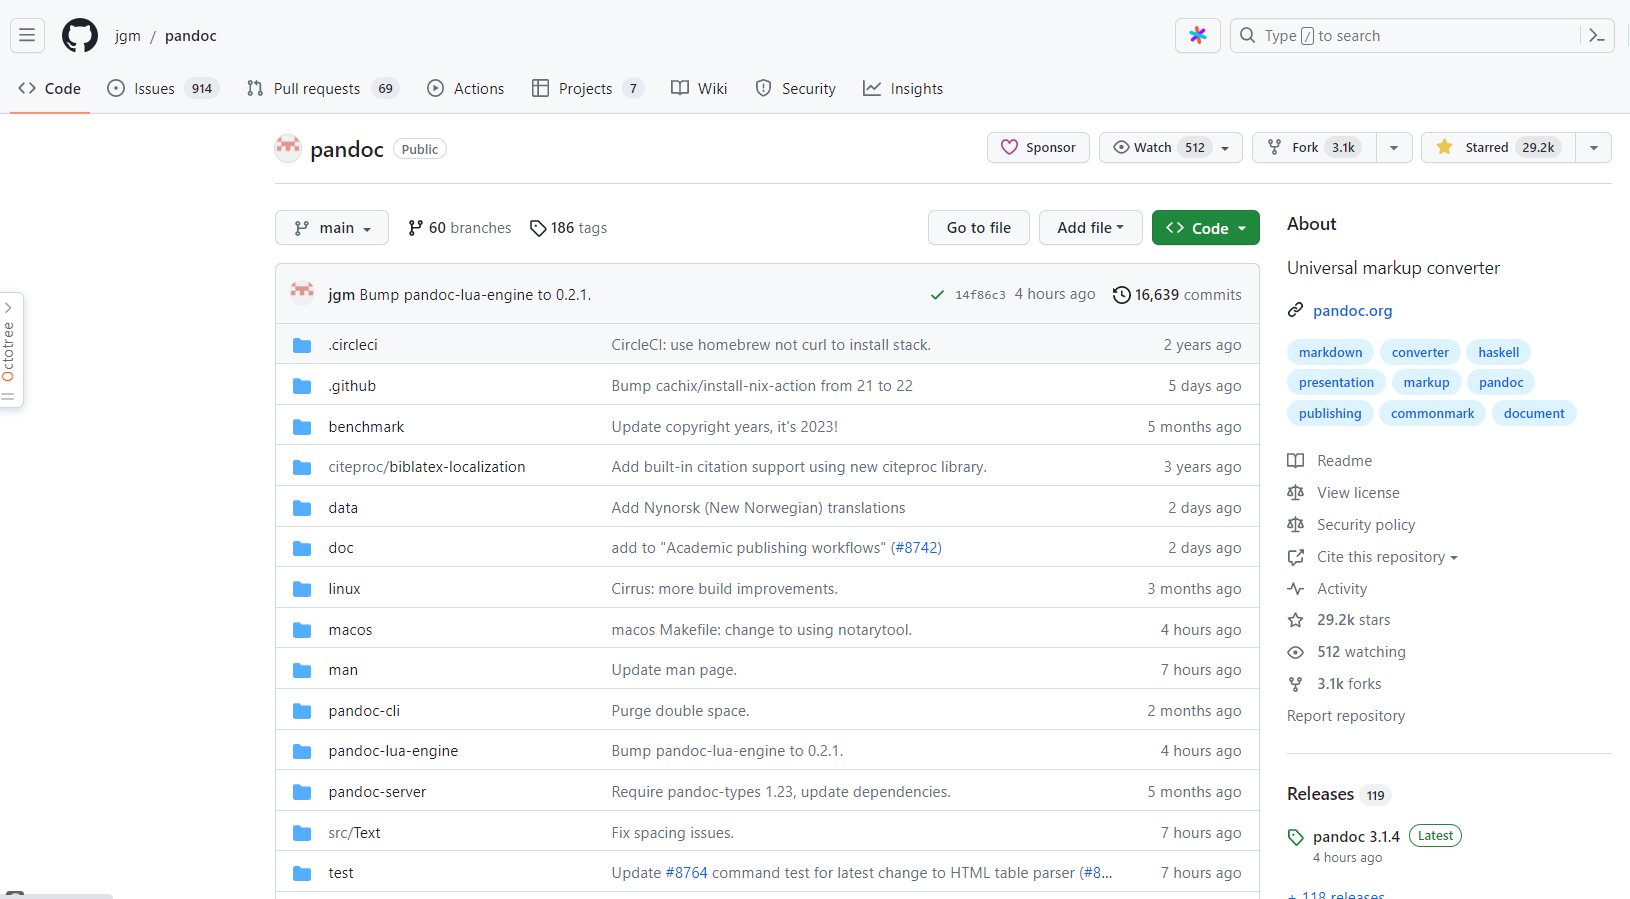 jgm / pandoc
Type / to search
Code
Issues 914
Pull requests 69
Actions
Projects 7
Wiki
Security
Insights
pandoc Public
Sponsor
Watch 512
Fork 3.1k
Starred 29.2k
main
60 branches
186 tags
Go to file
Add file
Code
jgm Bump pandoc-lua-engine to 0.2.1.
14f86c3 4 hours ago
16,639 commits
.circleci CircleCI: use homebrew not curl to install stack. 2 years ago
.github Bump cachix/install-nix-action from 21 to 22 5 days ago
benchmark Update copyright years, it's 2023! 5 months ago
citeproc/biblatex-localization Add built-in citation support using new citeproc library. 3 years ago
data Add Nynorsk (New Norwegian) translations 2 days ago
doc add to "Academic publishing workflows" (#8742) 2 days ago
linux Cirrus: more build improvements. 3 months ago
macos macos Makefile: change to using notarytool. 4 hours ago
man Update man page. 7 hours ago
pandoc-cli Purge double space. 2 months ago
pandoc-lua-engine Bump pandoc-lua-engine to 0.2.1. 4 hours ago
pandoc-server Require pandoc-types 1.23, update dependencies. 5 months ago
src/Text Fix spacing issues. 7 hours ago
test Update #8764 command test for latest change to HTML table parser (#8... 7 hours ago
Octotree
About
Universal markup converter
pandoc.org
markdown converter haskell
presentation markup pandoc
publishing commonmark document
Readme
View license
Security policy
Cite this repository
Activity
29.2k stars
512 watching
3.1k forks
Report repository
Releases 119
pandoc 3.1.4 Latest
4 hours ago
+ 118 releases